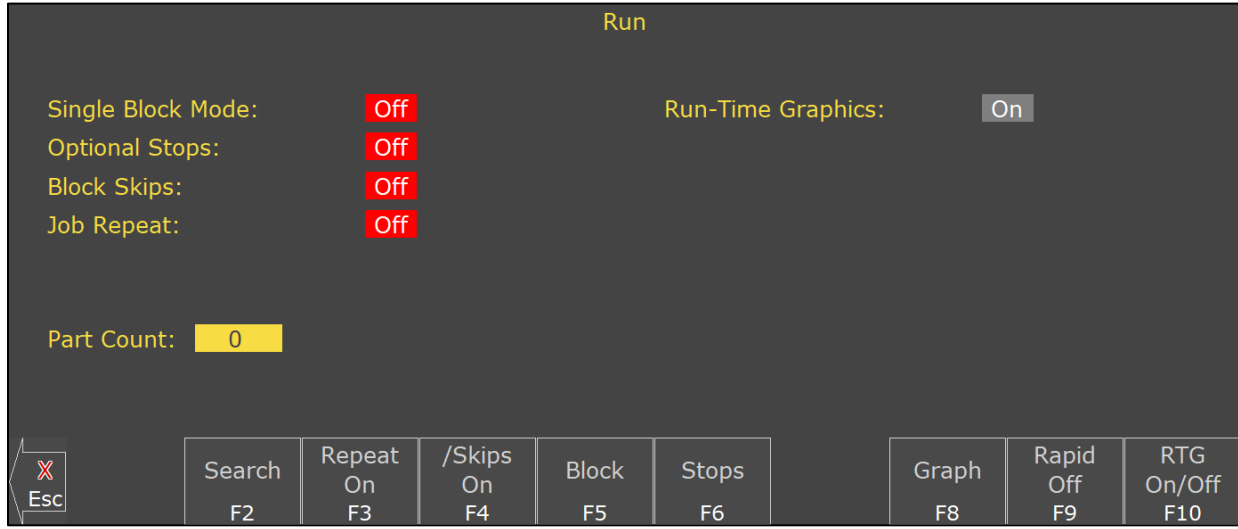 Run
Single Block Mode: Off
Run-Time Graphics: On
Optional Stops: Off
Block Skips: Off
Job Repeat: Off
Part Count: 0
X
Esc
Search
F2
Repeat
On
F3
/Skips
On
F4
Block
F5
Stops
F6
Graph
F8
Rapid
Off
F9
RTG
On/Off
F10